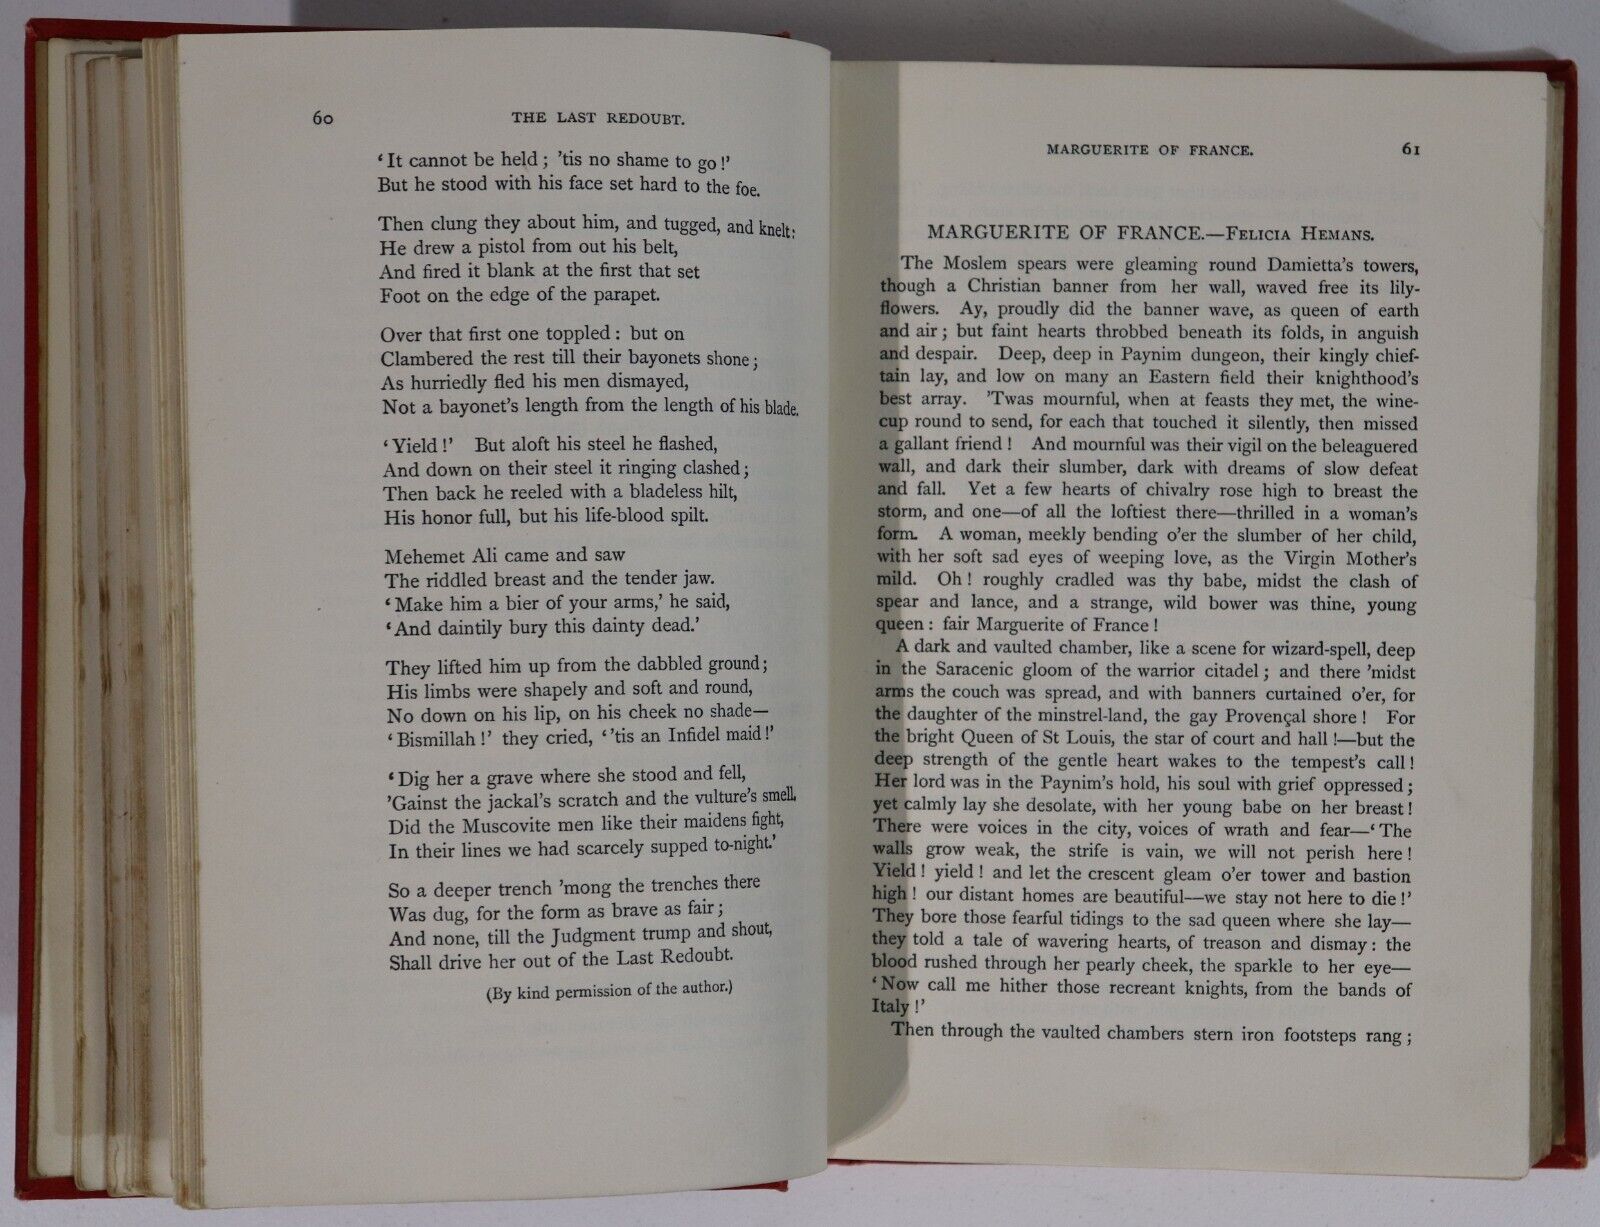 60
THE LAST REDOUBT.
‘It cannot be held; ’tis no shame to go!’
But he stood with his face set hard to the foe.
Then clung they about him, and tugged, and knelt:
He drew a pistol from out his belt,
And fired it blank at the first that set
Foot on the edge of the parapet.
Over that first one toppled: but on
Clambered the rest till their bayonets shone;
As hurriedly fled his men dismayed,
Not a bayonet’s length from the length of his blade.
‘Yield!’ But aloft his steel he flashed,
And down on their steel it ringing clashed;
Then back he reeled with a bladeless hilt,
His honor full, but his life-blood spilt.
Mehemet Ali came and saw
The riddled breast and the tender jaw.
‘Make him a bier of your arms,’ he said,
‘And daintily bury this dainty dead.’
They lifted him up from the dabbled ground;
His limbs were shapely and soft and round,
No down on his lip, on his cheek no shade—
‘Bismillah!’ they cried, ‘’tis an Infidel maid!’
‘Dig her a grave where she stood and fell,
’Gainst the jackal’s scratch and the vulture’s smell.
Did the Muscovite men like their maidens fight,
In their lines we had scarcely supped to-night.’
So a deeper trench ’mong the trenches there
Was dug, for the form as brave as fair;
And none, till the Judgment trump and shout,
Shall drive her out of the Last Redoubt.
(By kind permission of the author.)
MARGUERITE OF FRANCE.
61
MARGUERITE OF FRANCE.—FELICIA HEMANS.
The Moslem spears were gleaming round Damietta’s towers,
though a Christian banner from her wall, waved free its lily-
flowers. Ay, proudly did the banner wave, as queen of earth
and air; but faint hearts throbbed beneath its folds, in anguish
and despair. Deep, deep in Paynim dungeon, their kingly chief-
tain lay, and low on many an Eastern field their knighthood’s
best array. ’Twas mournful, when at feasts they met, the wine-
cup round to send, for each that touched it silently, then missed
a gallant friend! And mournful was their vigil on the beleaguered
wall, and dark their slumber, dark with dreams of slow defeat
and fall. Yet a few hearts of chivalry rose high to breast the
storm, and one—of all the loftiest there—thrilled in a woman’s
form. A woman, meekly bending o’er the slumber of her child,
with her soft sad eyes of weeping love, as the Virgin Mother’s
mild. Oh! roughly cradled was thy babe, midst the clash of
spear and lance, and a strange, wild bower was thine, young
queen: fair Marguerite of France!
A dark and vaulted chamber, like a scene for wizard-spell, deep
in the Saracenic gloom of the warrior citadel; and there ’midst
arms the couch was spread, and with banners curtained o’er, for
the daughter of the minstrel-land, the gay Provençal shore! For
the bright Queen of St Louis, the star of court and hall!—but the
deep strength of the gentle heart wakes to the tempest’s call!
Her lord was in the Paynim’s hold, his soul with grief oppressed;
yet calmly lay she desolate, with her young babe on her breast!
There were voices in the city, voices of wrath and fear—‘The
walls grow weak, the strife is vain, we will not perish here!
Yield! yield! and let the crescent gleam o’er tower and bastion
high! our distant homes are beautiful—we stay not here to die!’
They bore those fearful tidings to the sad queen where she lay—
they told a tale of wavering hearts, of treason and dismay: the
blood rushed through her pearly cheek, the sparkle to her eye—
‘Now call me hither those recreant knights, from the bands of
Italy!’
Then through the vaulted chambers stern iron footsteps rang;